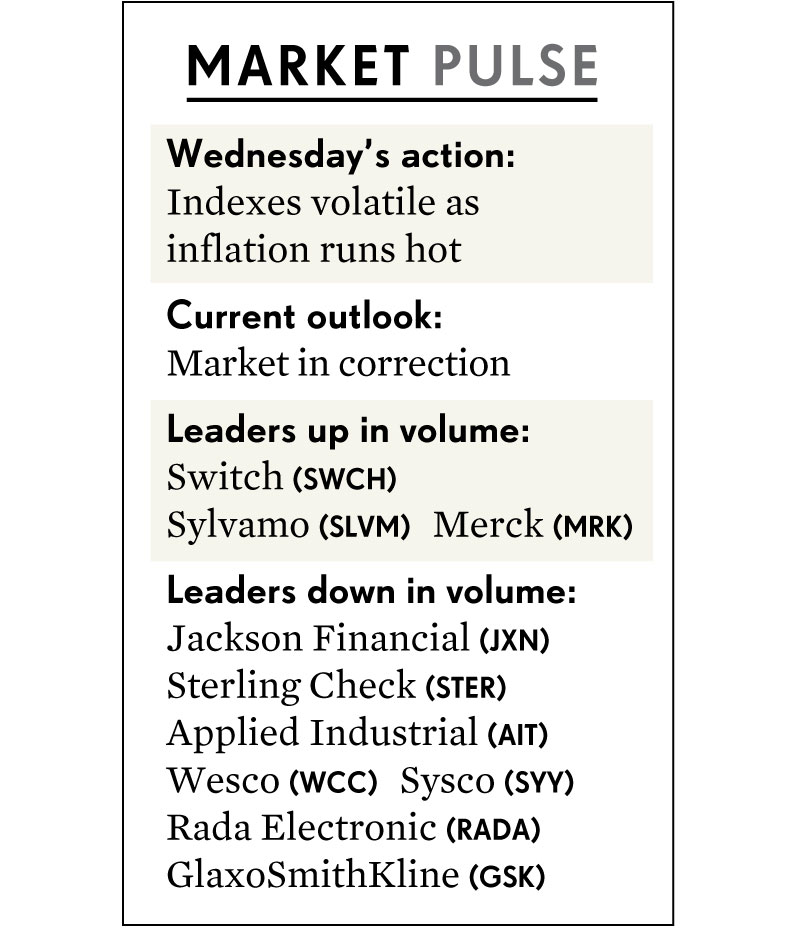 MARKET PULSE
Wednesday’s action:
Indexes volatile as
inflation runs hot
Current outlook:
Market in correction
Leaders up in volume:
Switch (SWCH)
Sylvamo (SLVM) Merck (MRK)
Leaders down in volume:
Jackson Financial (JXN)
Sterling Check (STER)
Applied Industrial (AIT)
Wesco (WCC) Sysco (SYY)
Rada Electronic (RADA)
GlaxoSmithKline (GSK)